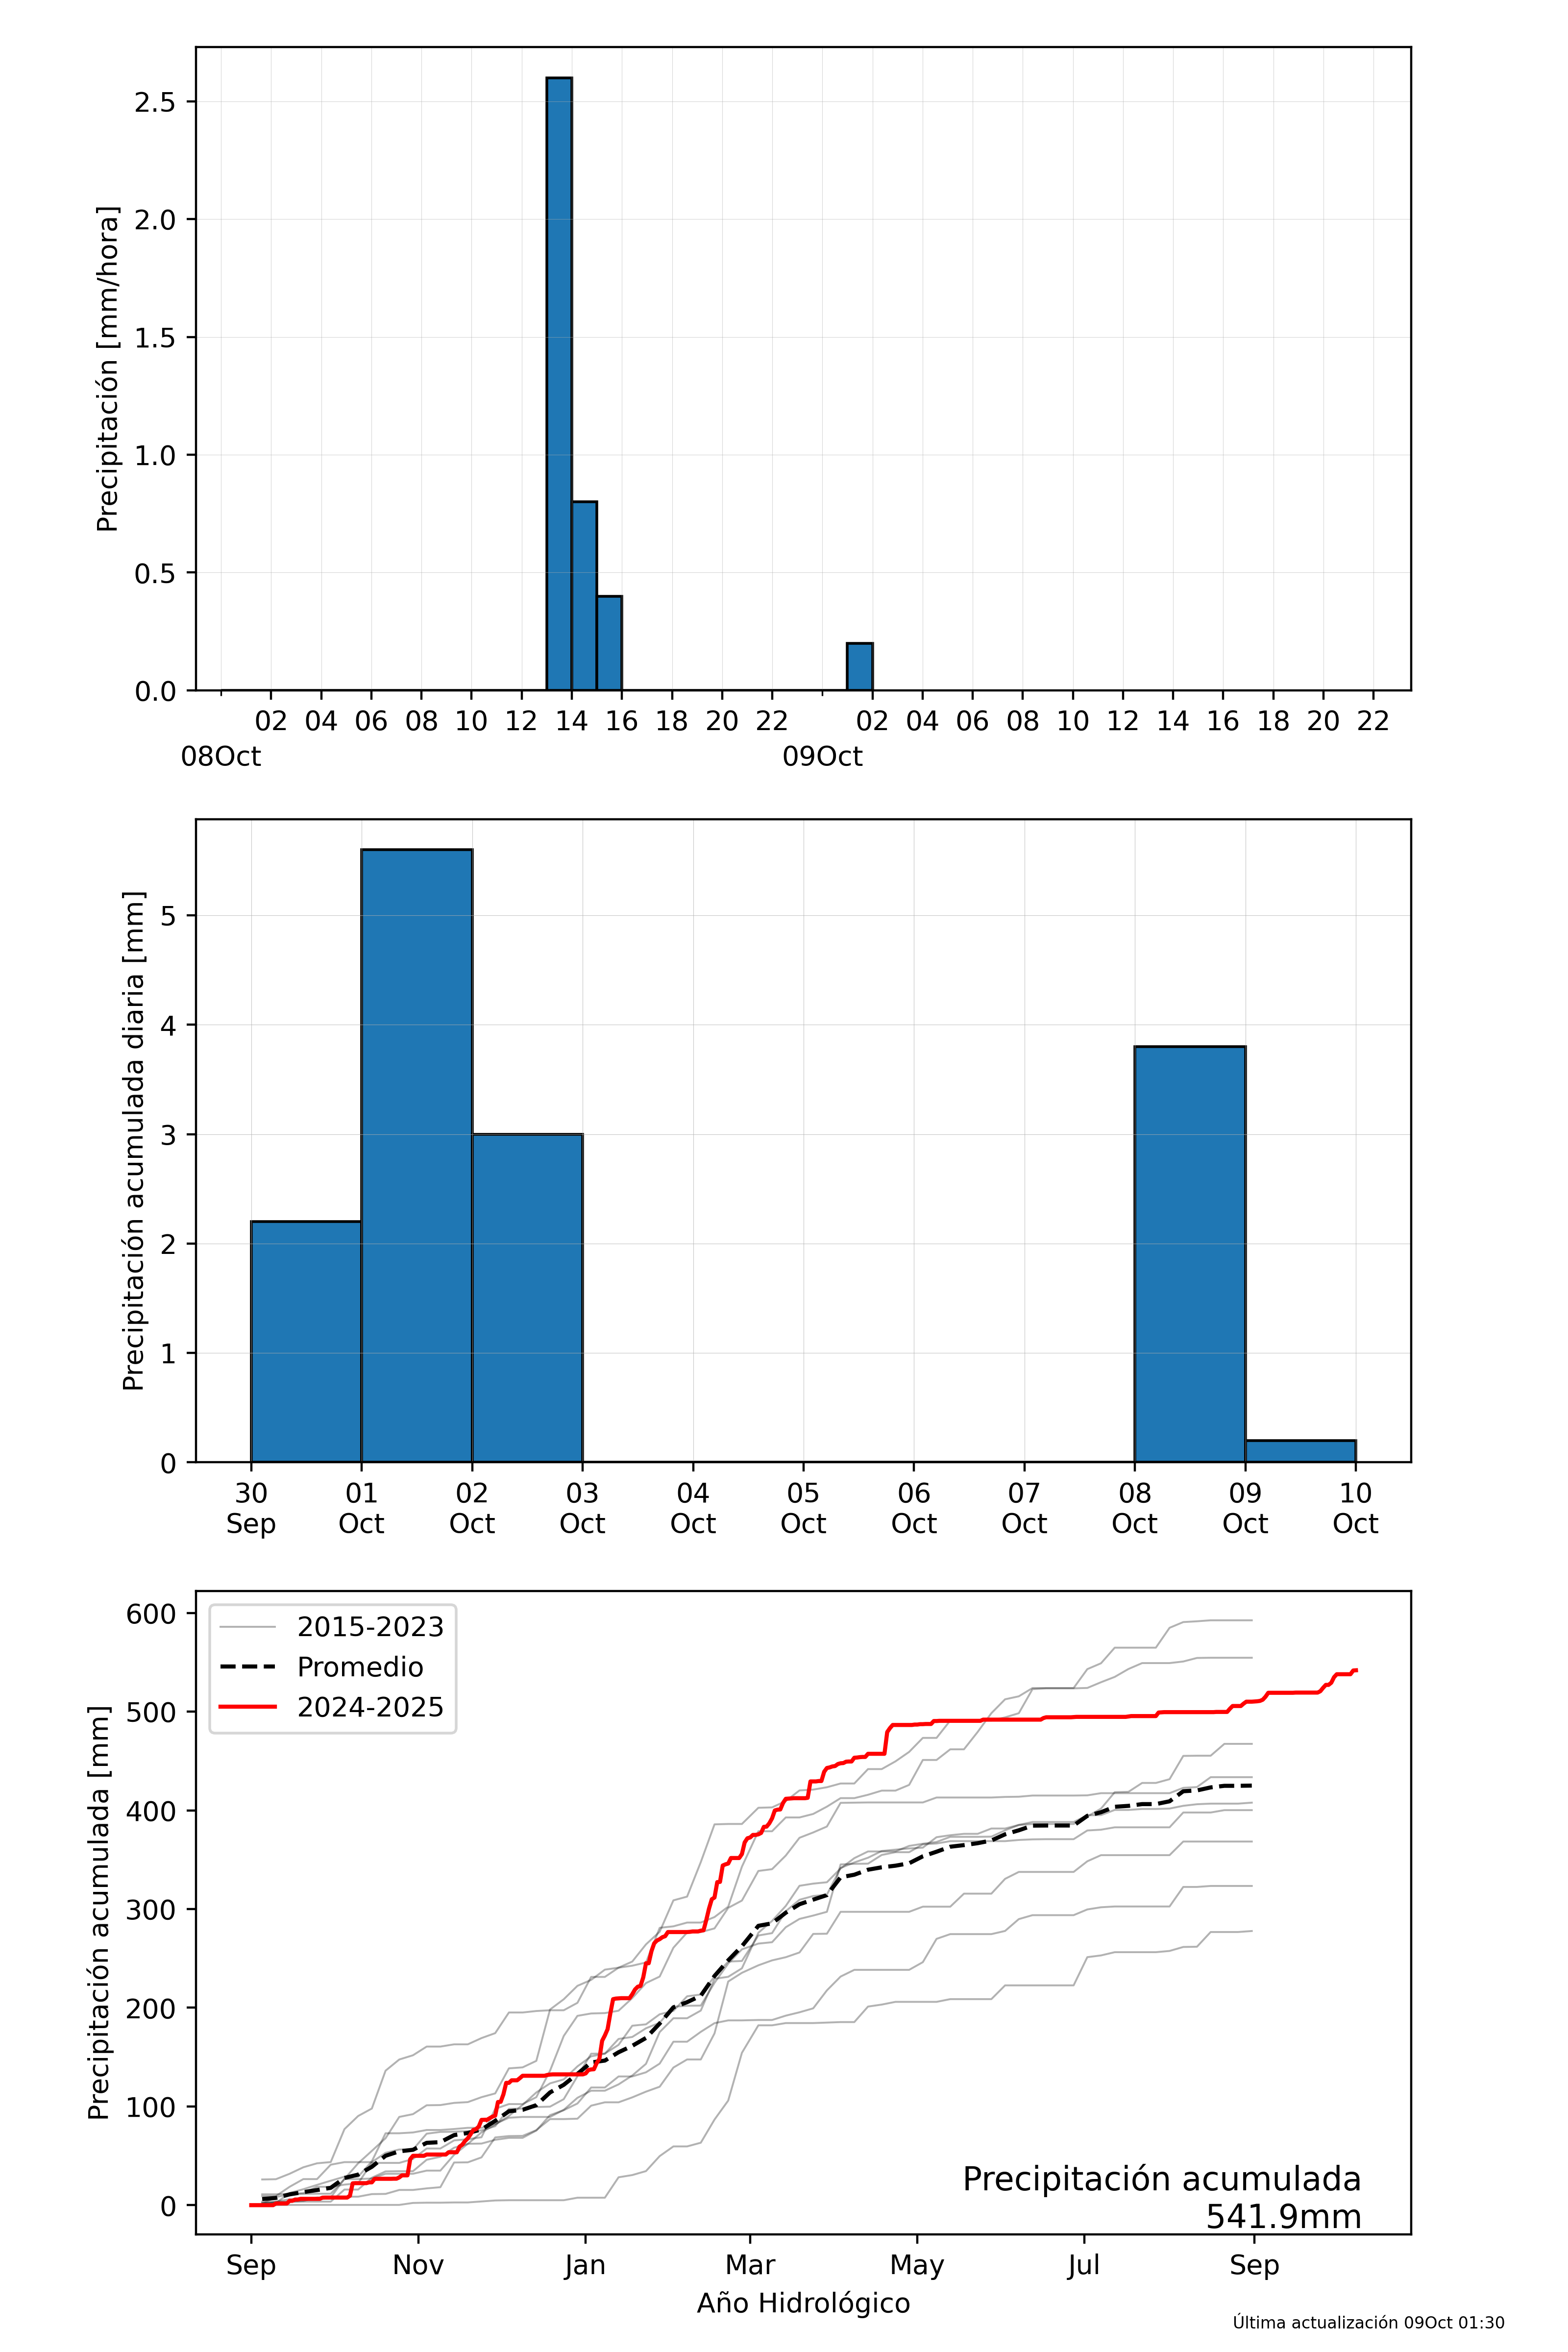 Precipitación [mm/hora]
2.5
2.0
1.5
1.0
0.5
0.0
02 04 06 08 10 12 14 16 18 20 22 02 04 06 08 10 12 14 16 18 20 22
08Oct 09Oct
Precipitación acumulada diaria [mm]
5
4
3
2
1
0
30 01 02 03 04 05 06 07 08 09 10
Sep Oct Oct Oct Oct Oct Oct Oct Oct Oct Oct
Precipitación acumulada [mm]
600
500
400
300
200
100
0
2015-2023
Promedio
2024-2025
Precipitación acumulada
541.9mm
Sep Nov Jan Mar May Jul Sep
Año Hidrológico
Última actualización 09Oct 01:30